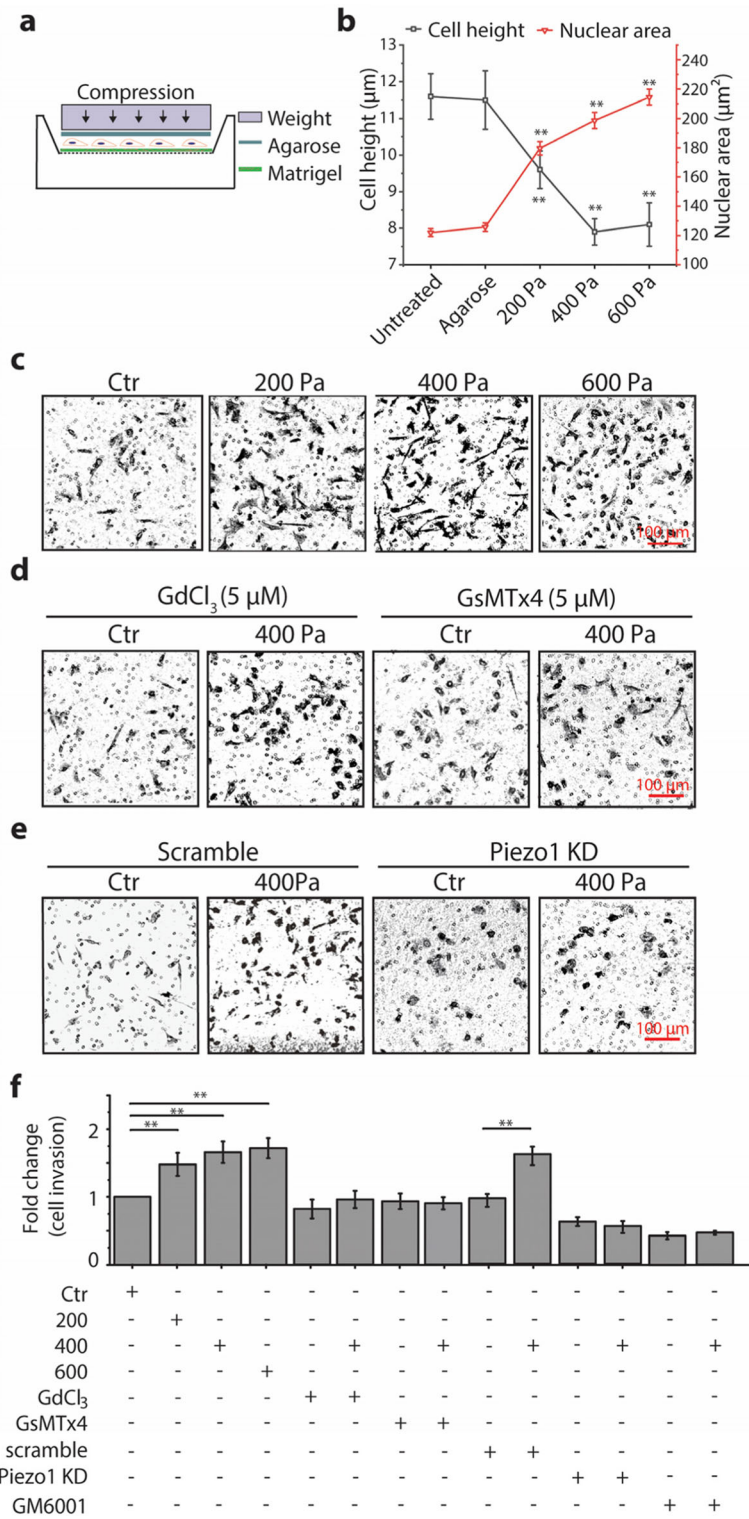 a
Compression
Weight
Agarose
Matrigel
b
Cell height Nuclear area
Cell height (μm)
13
12
11
10
9
8
7
240
220
200
180
160
140
120
100
Nuclear area (μm²)
** ** **
** ** **
Untreated Agarose 200 Pa 400 Pa 600 Pa
c
Ctr 200 Pa 400 Pa 600 Pa
100 μm
d
GdCl₃ (5 μM) GsMTx4 (5 μM)
Ctr 400 Pa Ctr 400 Pa
100 μm
e
Scramble Piezo1 KD
Ctr 400Pa Ctr 400 Pa
100 μm
f
Fold change
(cell invasion)
2
1
0
**
**
**
**
Ctr + - - - - - - - - - - - - -
200 - + - - - - - - - - - - - -
400 - - + - - + - + - + - + - +
600 - - - + - - - - - - - - - -
GdCl₃ - - - - + + - - - - - - - -
GsMTx4 - - - - - - + + - - - - - -
scramble - - - - - - - - + + - - - -
Piezo1 KD - - - - - - - - - - + + - -
GM6001 - - - - - - - - - - - - + +